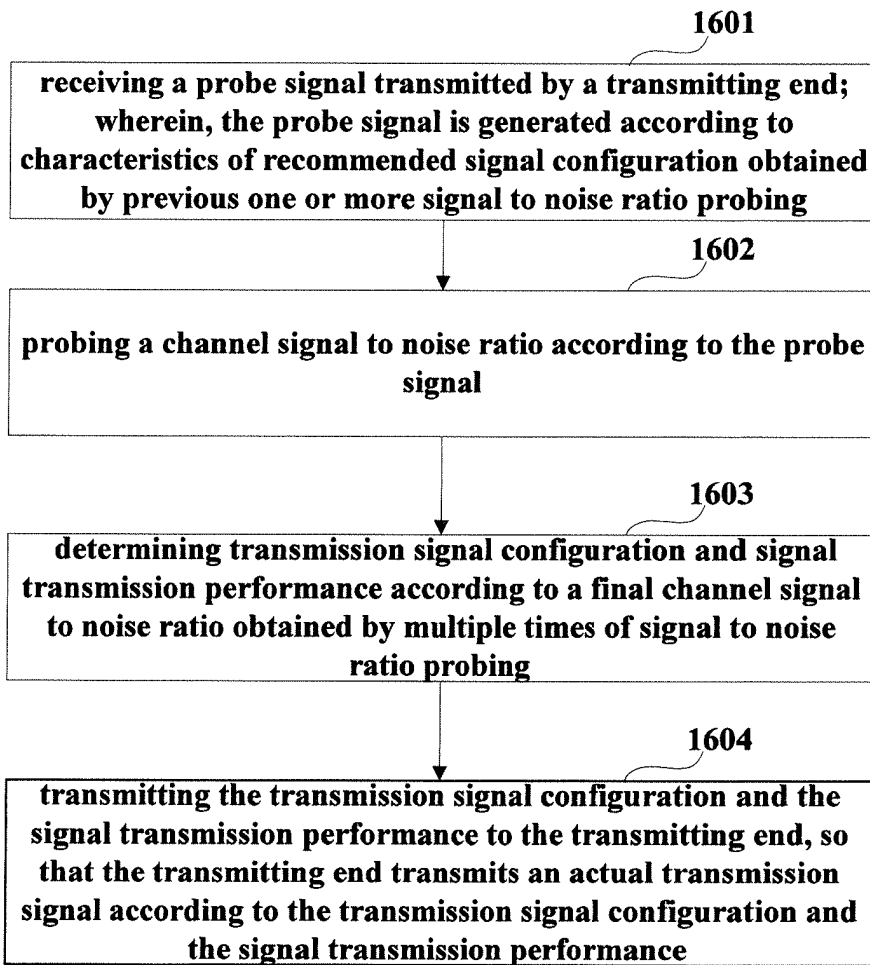 1601
receiving a probe signal transmitted by a transmitting end;
wherein, the probe signal is generated according to
characteristics of recommended signal configuration obtained
by previous one or more signal to noise ratio probing
1602
probing a channel signal to noise ratio according to the probe
signal
1603
determining transmission signal configuration and signal
transmission performance according to a final channel signal
to noise ratio obtained by multiple times of signal to noise
ratio probing
1604
transmitting the transmission signal configuration and the
signal transmission performance to the transmitting end, so
that the transmitting end transmits an actual transmission
signal according to the transmission signal configuration and
the signal transmission performance